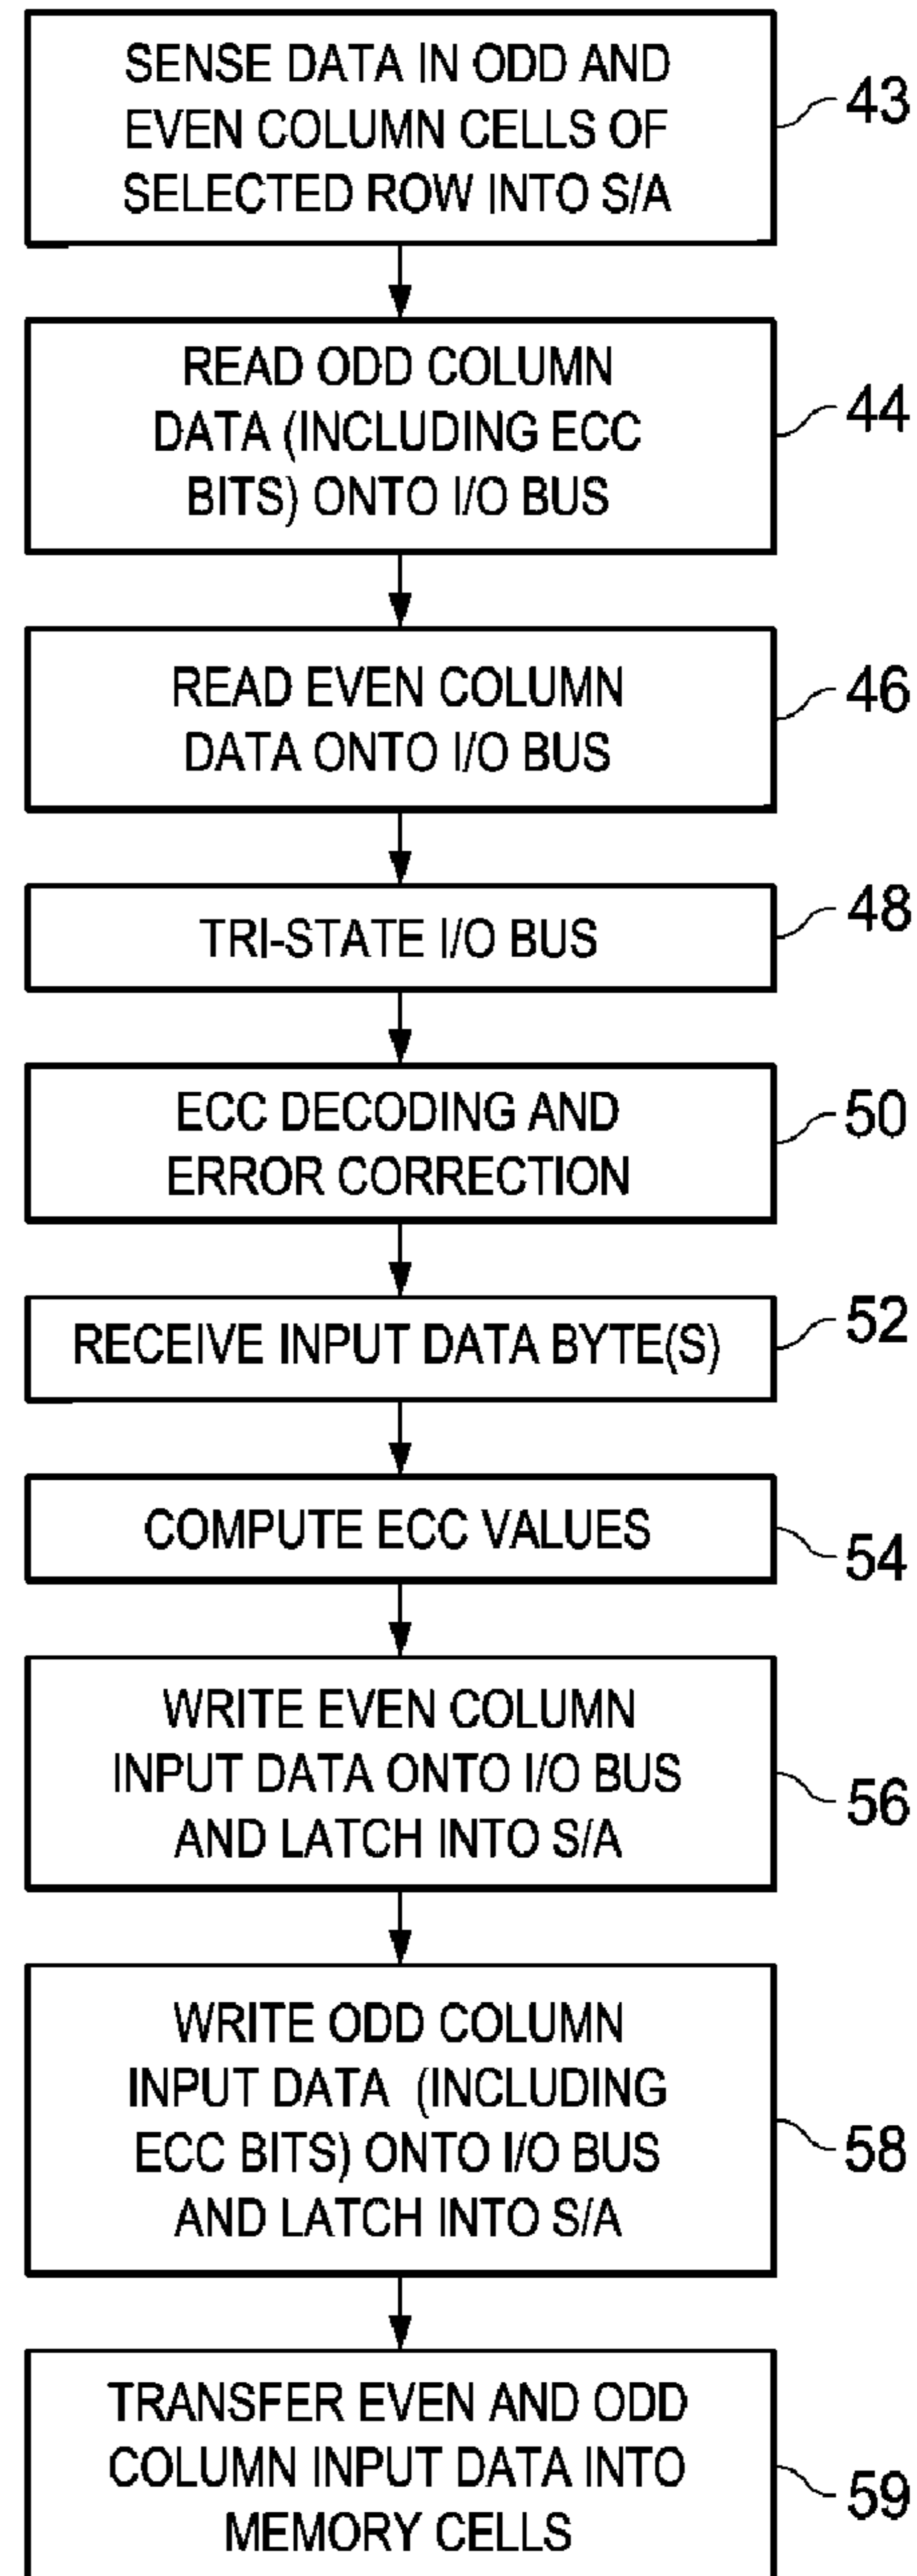 SENSE DATA IN ODD AND
EVEN COLUMN CELLS OF
SELECTED ROW INTO S/A
43
READ ODD COLUMN
DATA (INCLUDING ECC
BITS) ONTO I/O BUS
44
READ EVEN COLUMN
DATA ONTO I/O BUS
46
TRI-STATE I/O BUS
48
ECC DECODING AND
ERROR CORRECTION
50
RECEIVE INPUT DATA BYTE(S)
52
COMPUTE ECC VALUES
54
WRITE EVEN COLUMN
INPUT DATA ONTO I/O BUS
AND LATCH INTO S/A
56
WRITE ODD COLUMN
INPUT DATA (INCLUDING
ECC BITS) ONTO I/O BUS
AND LATCH INTO S/A
58
TRANSFER EVEN AND ODD
COLUMN INPUT DATA INTO
MEMORY CELLS
59